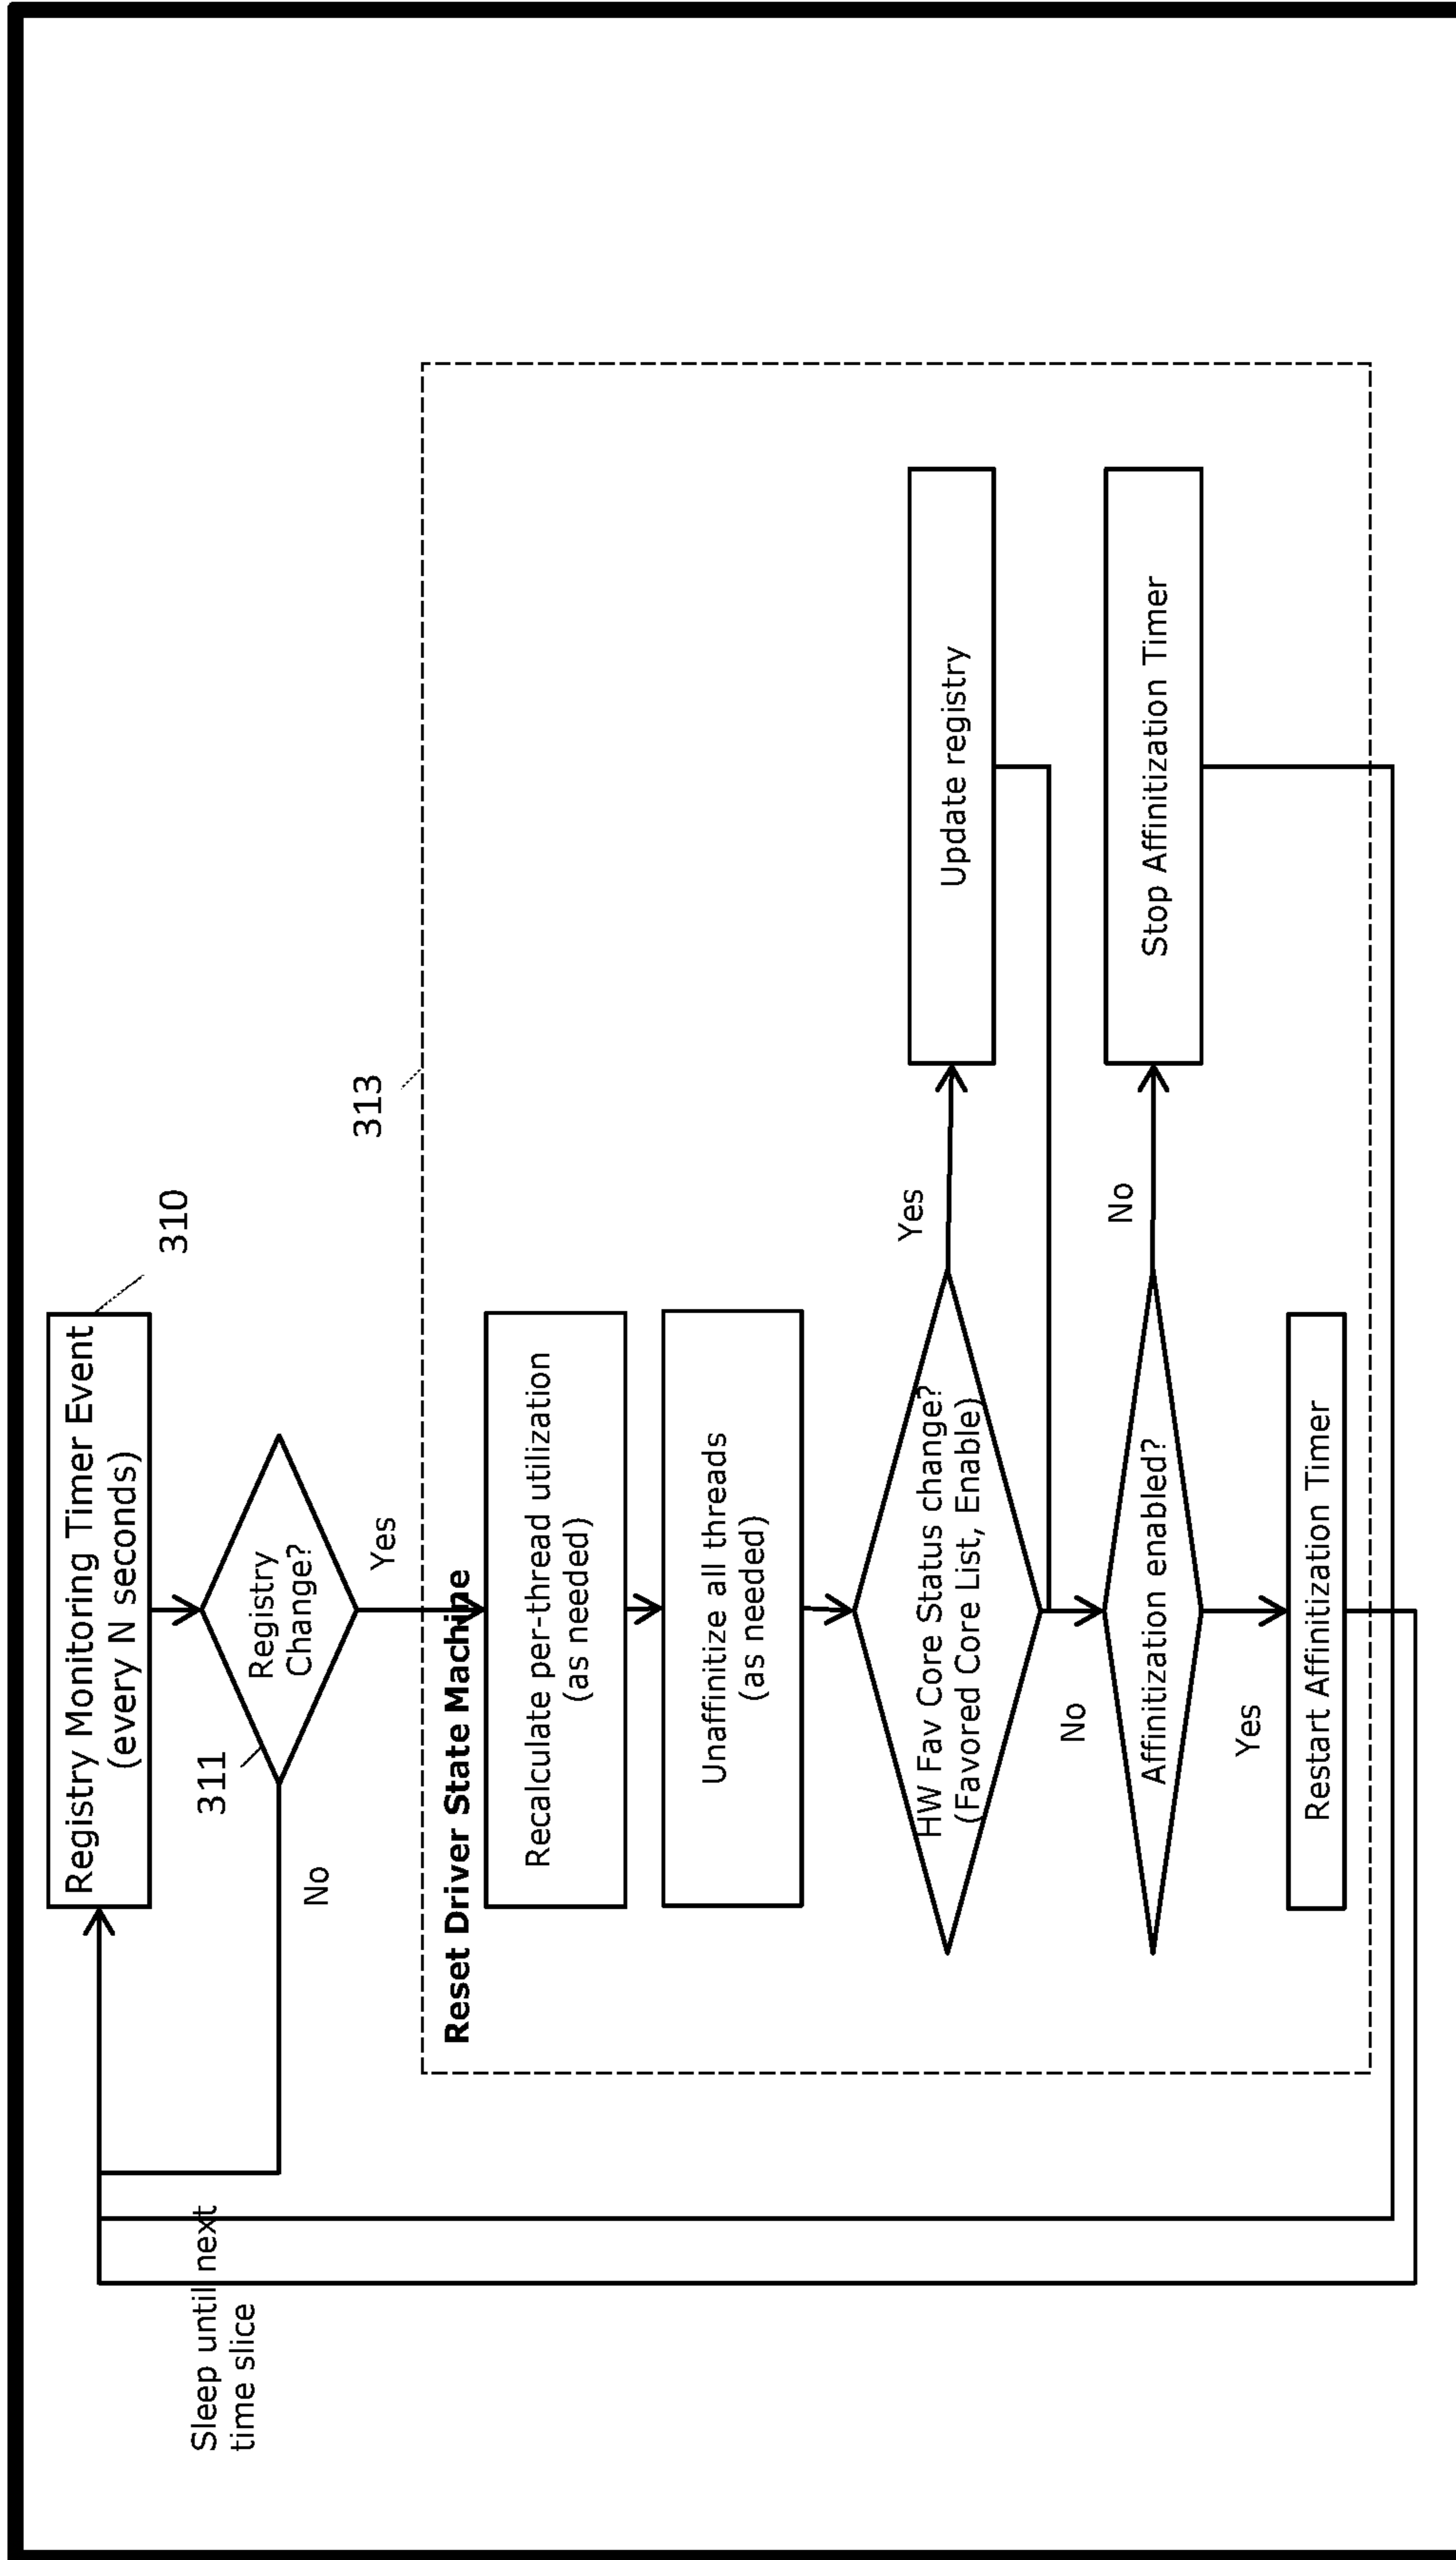 Registry Monitoring Timer Event
(every N seconds)
310
Registry
Change?
311
No
Yes
Sleep until next
time slice
313
Reset Driver State Machine
Recalculate per-thread utilization
(as needed)
Unaffinitize all threads
(as needed)
HW Fav Core Status change?
(Favored Core List, Enable)
Yes
Update registry
No
Affinitization enabled?
No
Stop Affinitization Timer
Yes
Restart Affinitization Timer